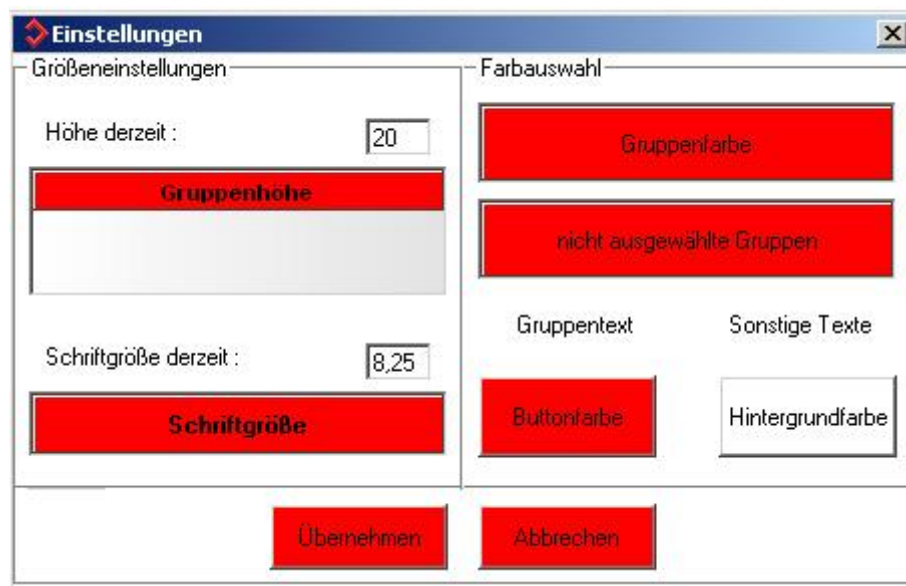 Einstellungen
Größeneinstellungen
Höhe derzeit :
20
Gruppenhöhe
Schriftgröße derzeit :
8,25
Schriftgröße
Farbauswahl
Gruppenfarbe
nicht ausgewählte Gruppen
Gruppentext
Sonstige Texte
Buttonfarbe
Hintergrundfarbe
Übernehmen
Abbrechen